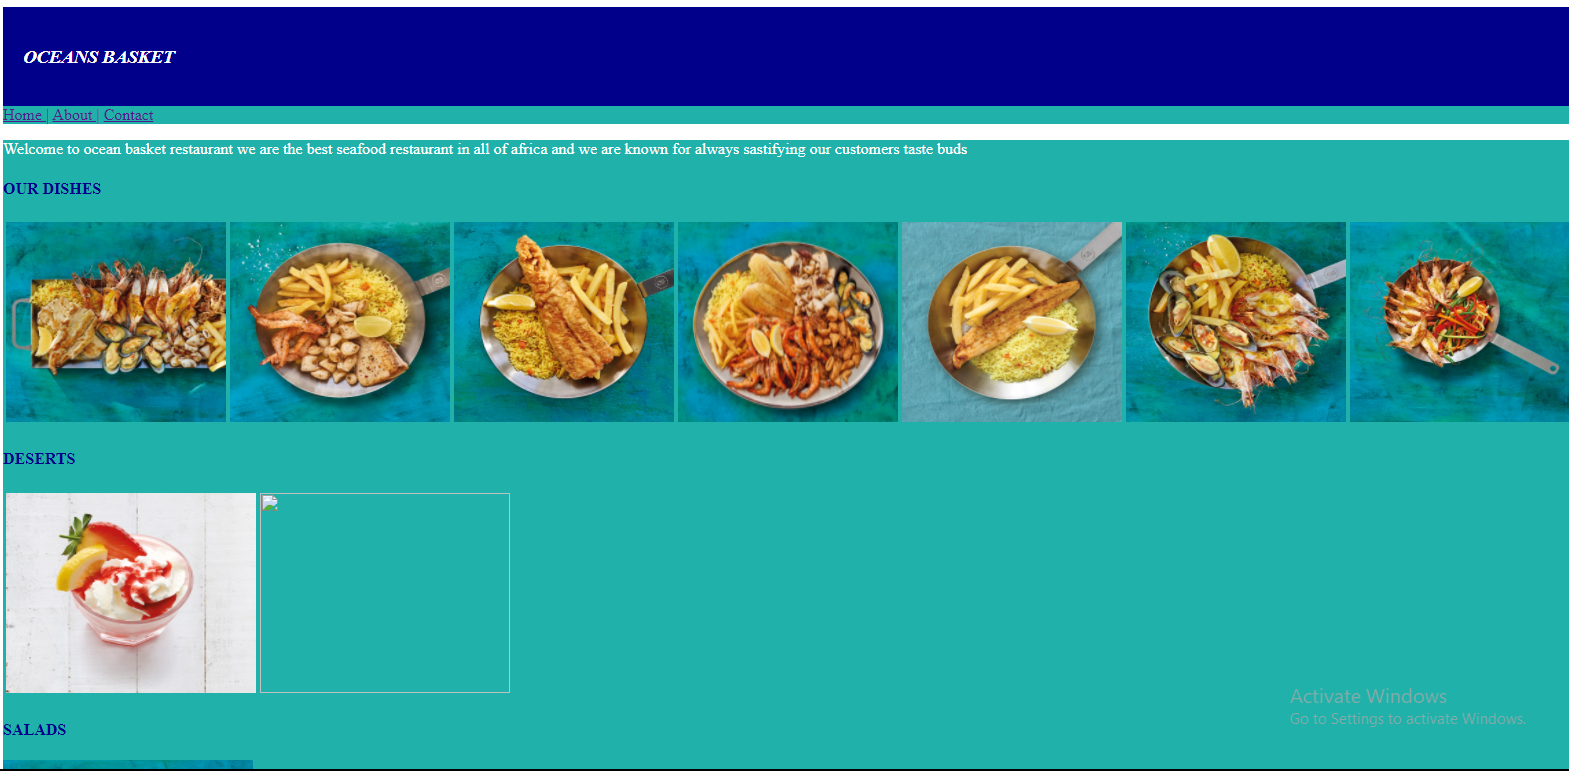 OCEANS BASKET
Home | About | Contact
Welcome to ocean basket restaurant we are the best seafood restaurant in all of africa and we are known for always sastifying our customers taste buds
OUR DISHES
DESERTS
SALADS
Activate Windows
Go to Settings to activate Windows.